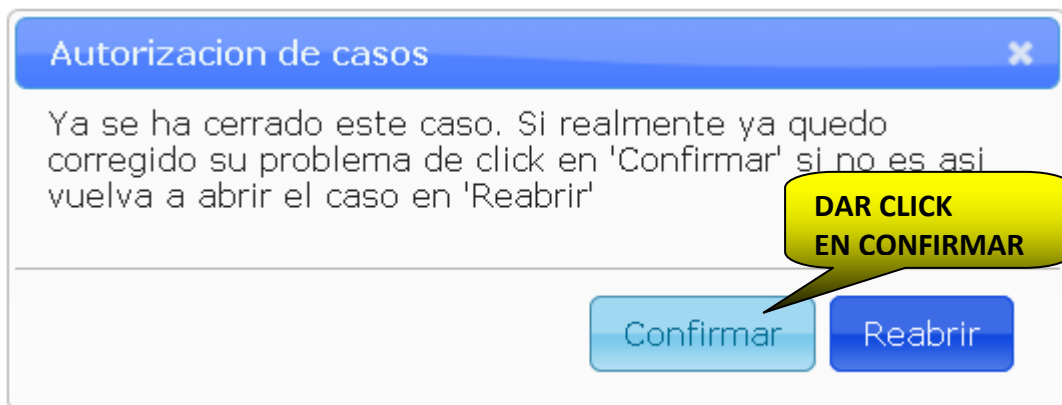 Autorizacion de casos
Ya se ha cerrado este caso. Si realmente ya quedo
corregido su problema de click en 'Confirmar' si no es asi
vuelva a abrir el caso en 'Reabrir'
DAR CLICK
EN CONFIRMAR
Confirmar
Reabrir